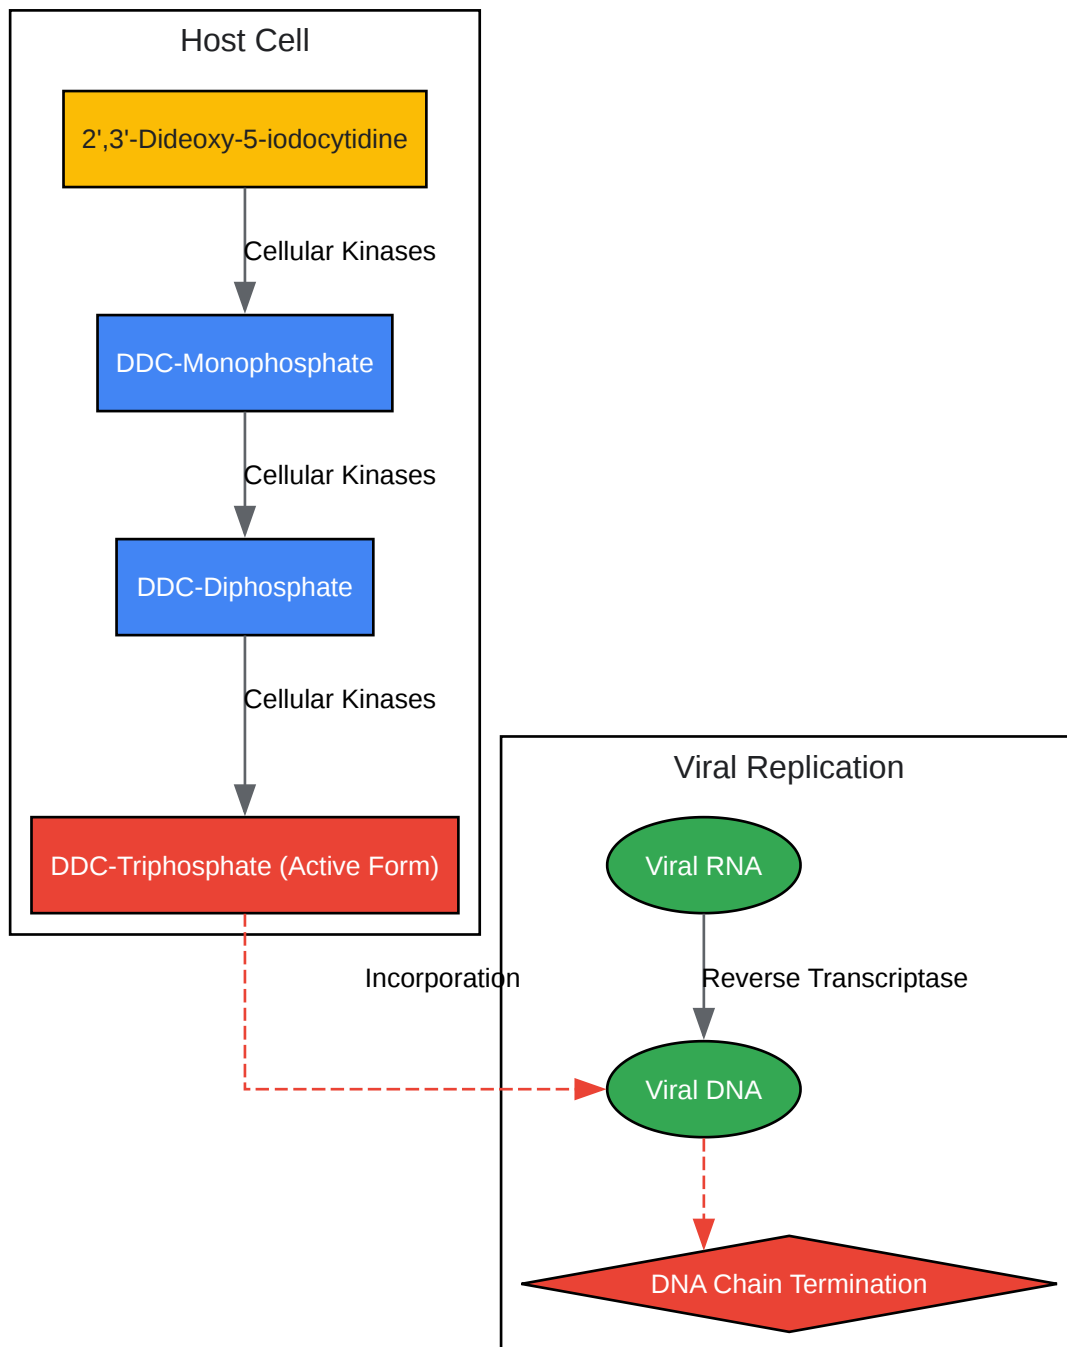 Host Cell
2',3'-Dideoxy-5-iodocytidine
Cellular Kinases
DDC-Monophosphate
Cellular Kinases
DDC-Diphosphate
Cellular Kinases
DDC-Triphosphate (Active Form)
Viral Replication
Viral RNA
Incorporation
Reverse Transcriptase
Viral DNA
DNA Chain Termination